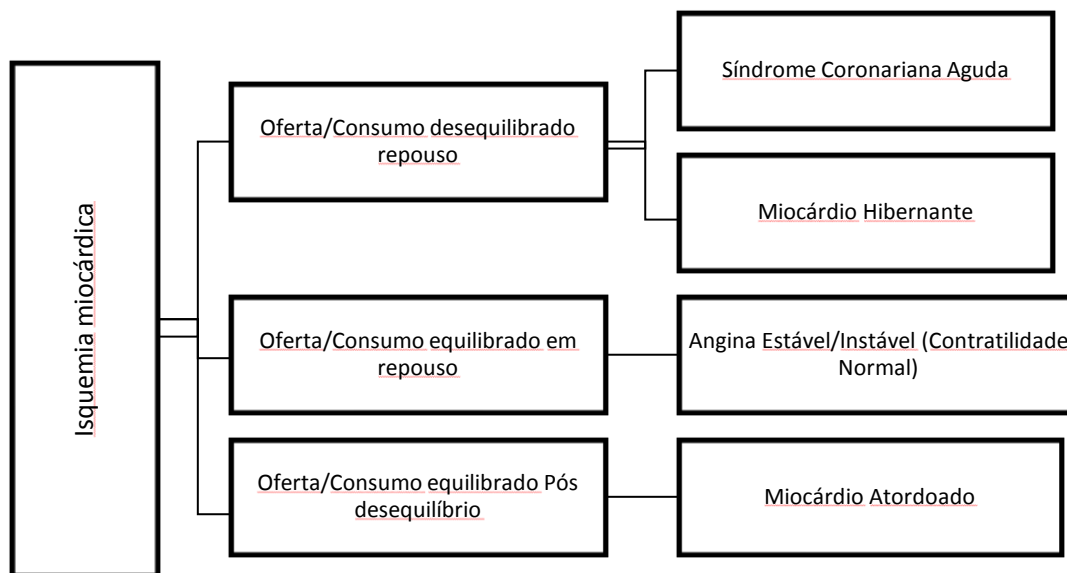 Isquemia miocárdica
Oferta/Consumo desequilibrado
repouso
Síndrome Coronariana Aguda
Miocárdio Hibernante
Oferta/Consumo equilibrado em
repouso
Angina Estável/Instável (Contratilidade
Normal)
Oferta/Consumo equilibrado Pós
desequilíbrio
Miocárdio Atordoado